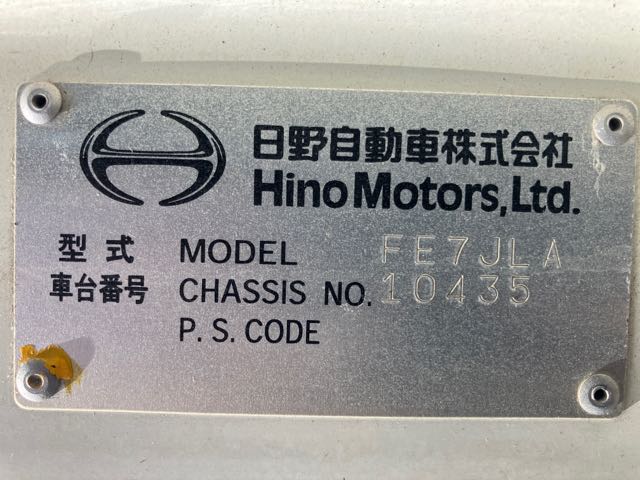 日野自動車株式会社
Hino Motors, Ltd.
型式 MODEL FE7JLA
車台番号 CHASSIS NO. 10435
P. S. CODE